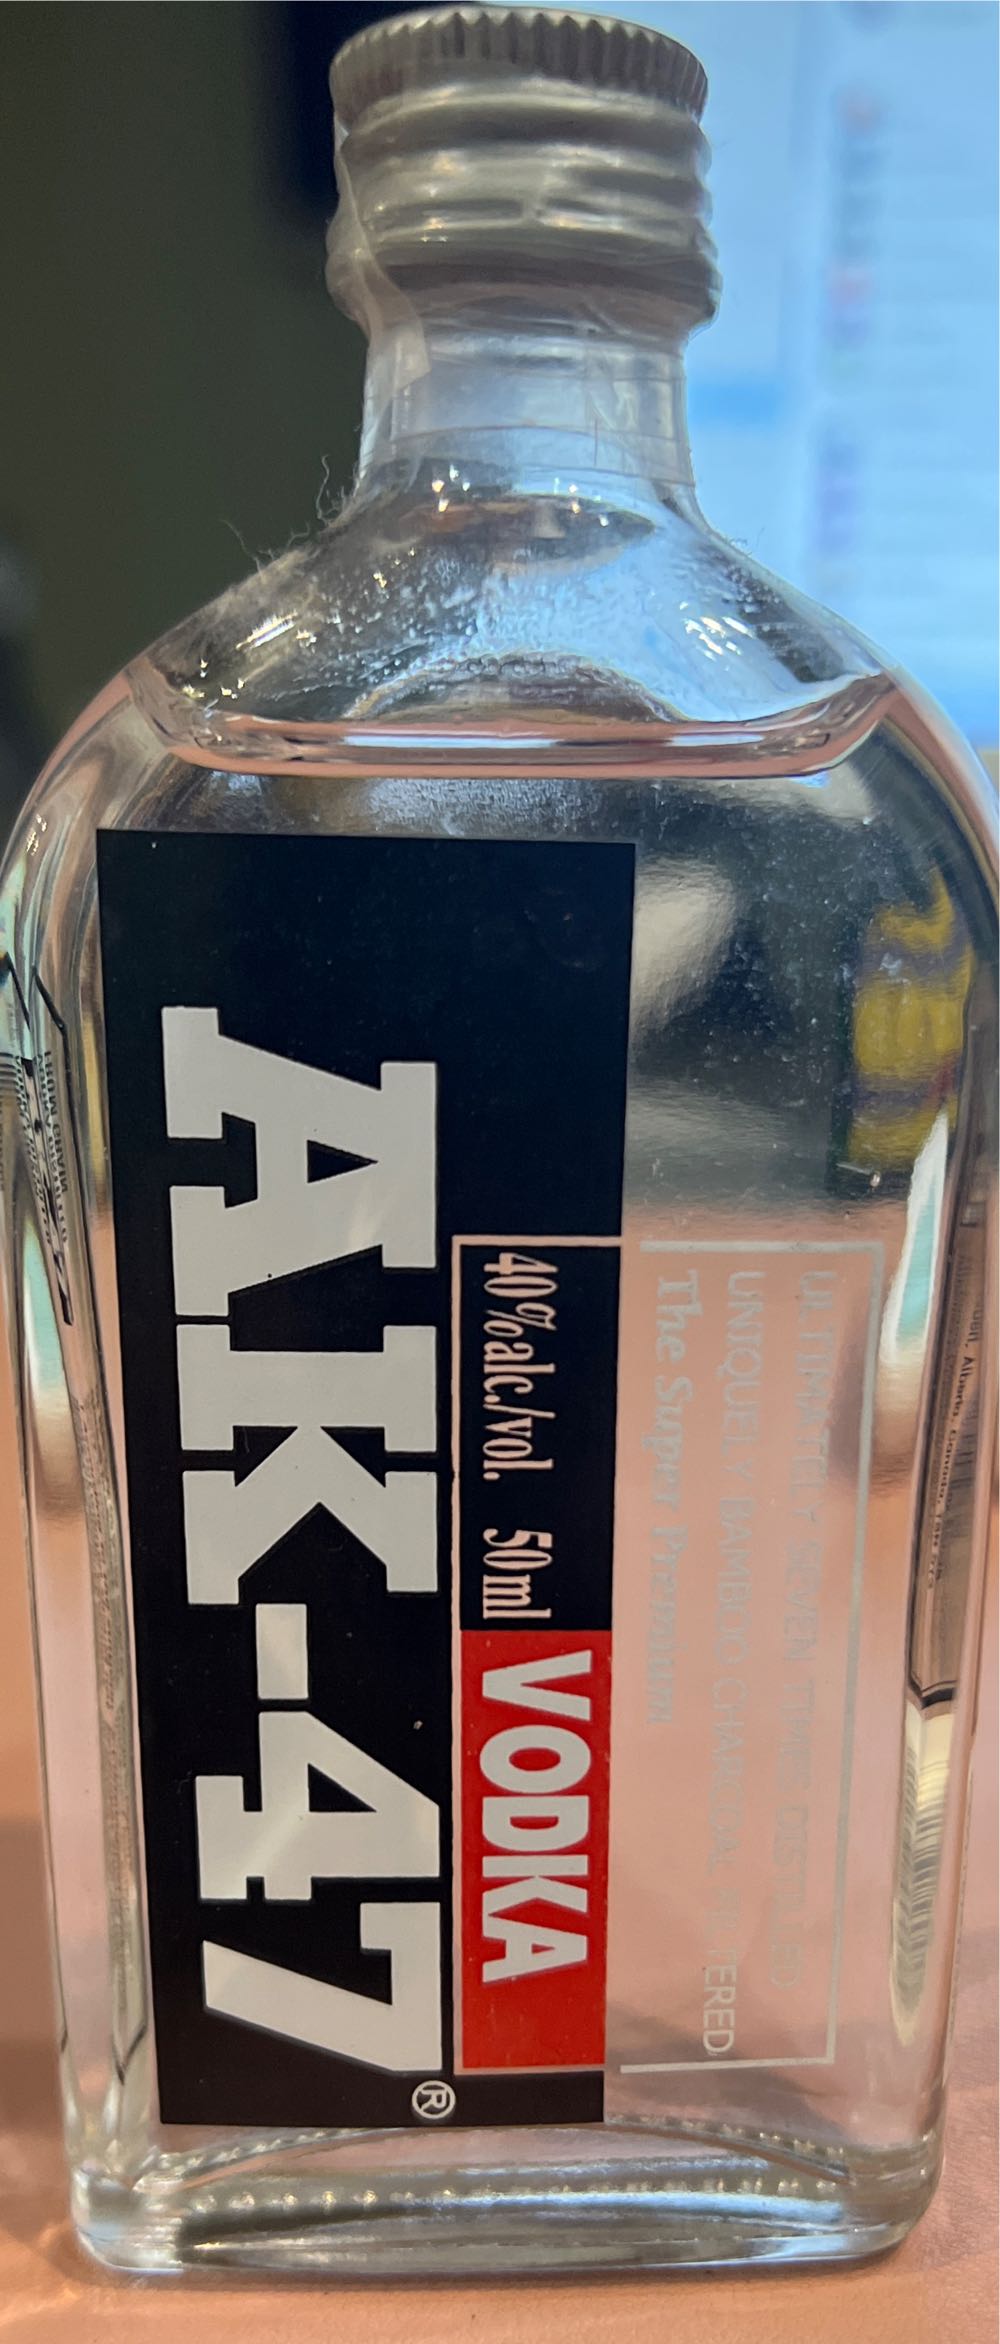 ULTIMATELY SEVEN TIMES DISTILLED
UNIQUELY BAMBOO CHARCOAL FILTERED
The Super Premium
40%alc./vol. 50ml VODKA
AK-47®